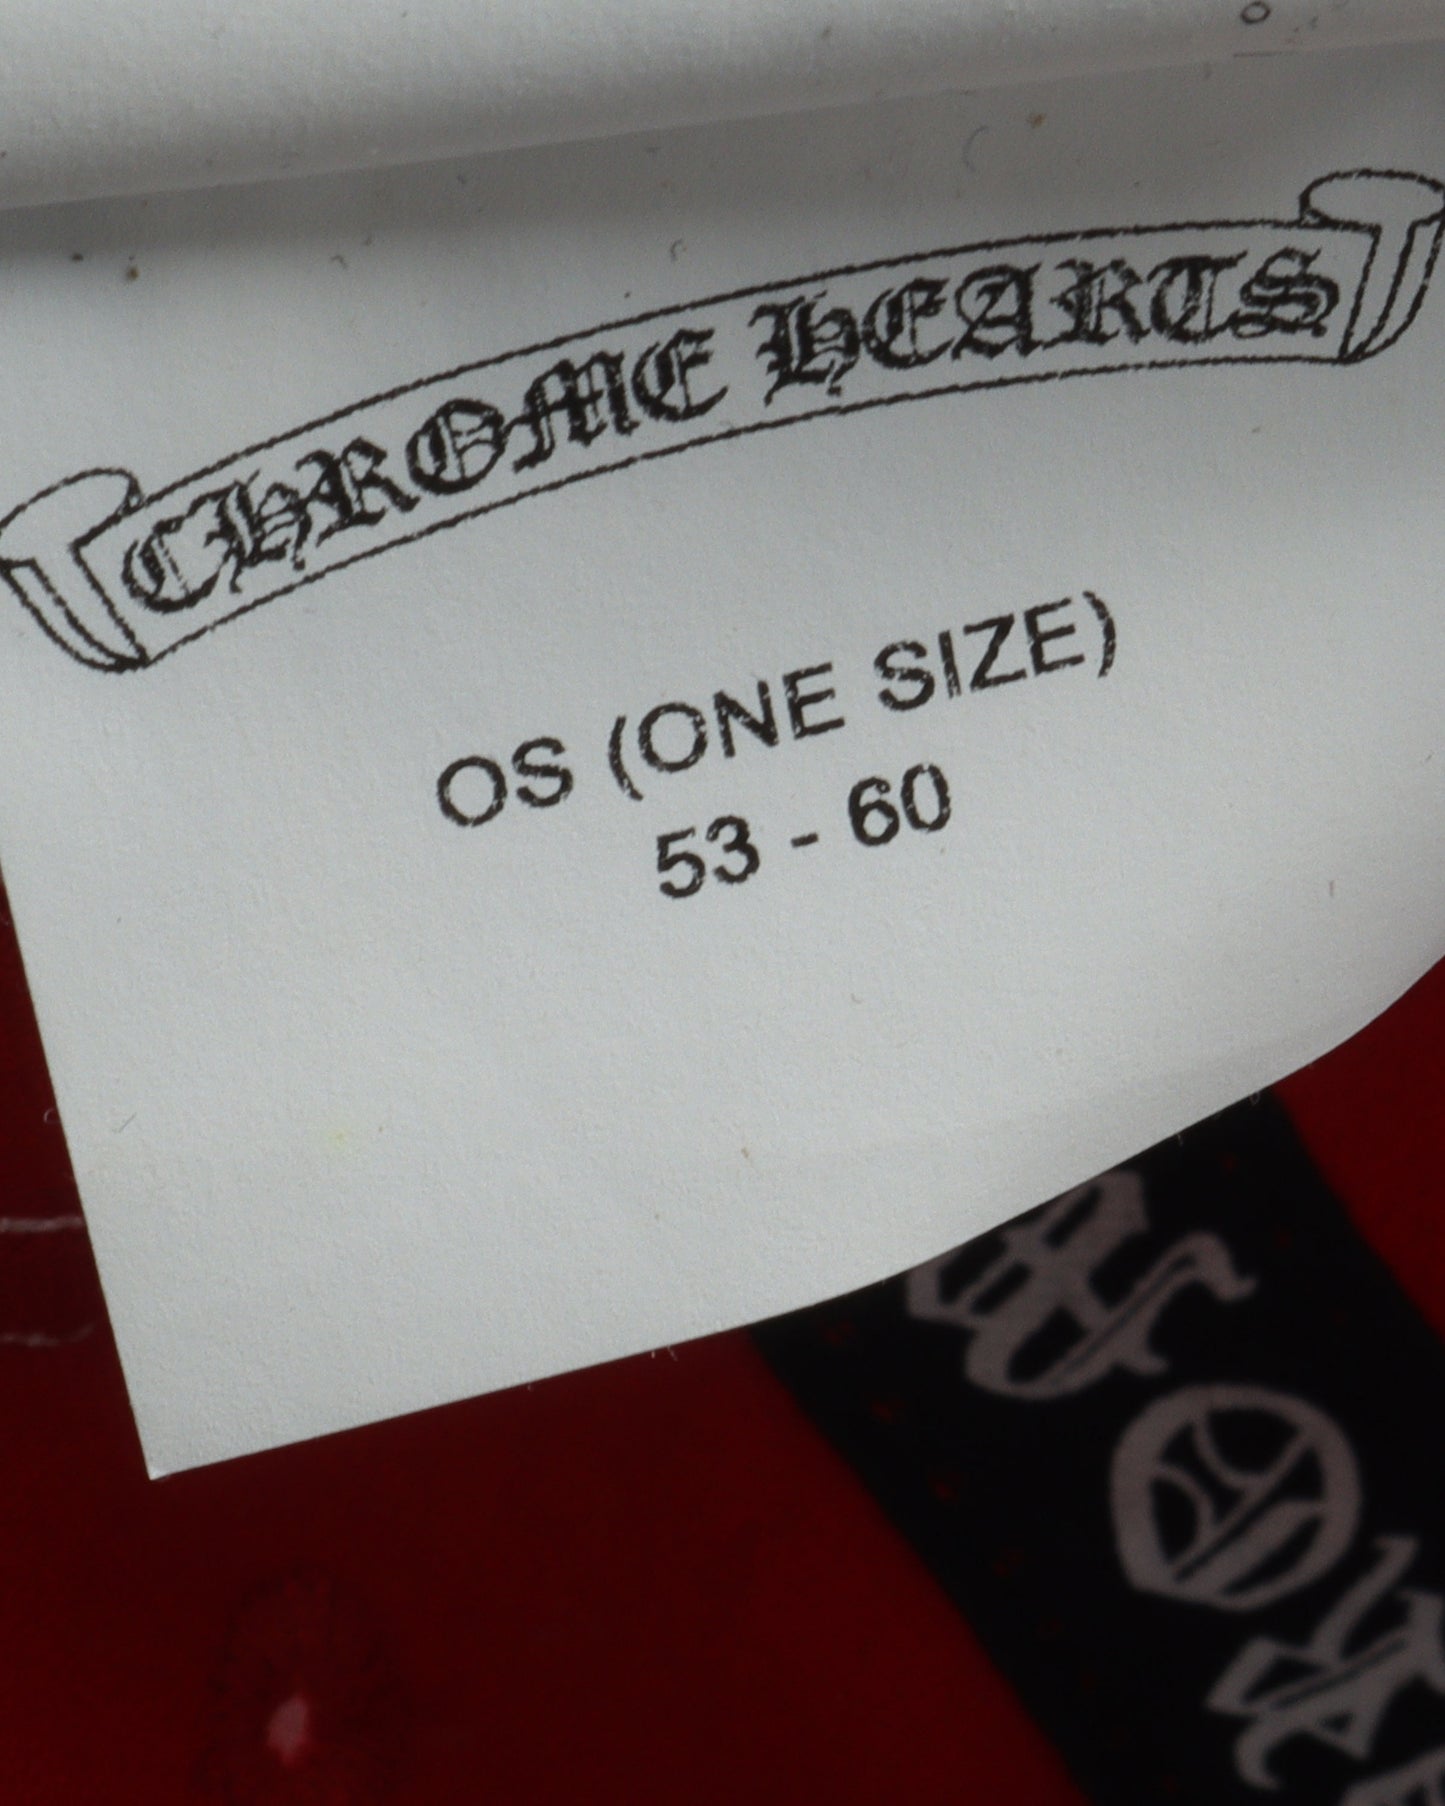 CHROME HEARTS
OS (ONE SIZE)
53 - 60